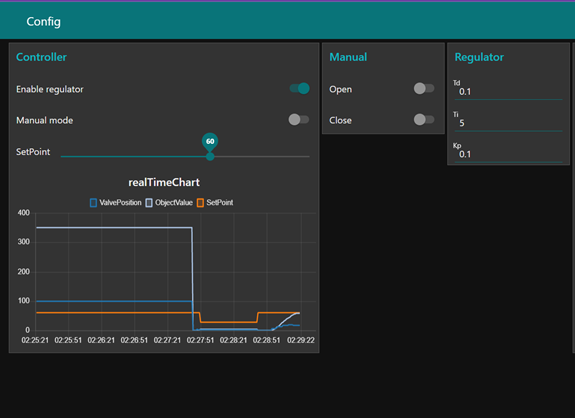 Config
Controller
Enable regulator
Manual mode
SetPoint
60
realTimeChart
ValvePosition ObjectValue SetPoint
400
300
200
100
0
02:25:21 02:25:51 02:26:21 02:26:51 02:27:21 02:27:51 02:28:21 02:28:51 02:29:22
Manual
Open
Close
Regulator
Td
0.1
Ti
5
Kp
0.1